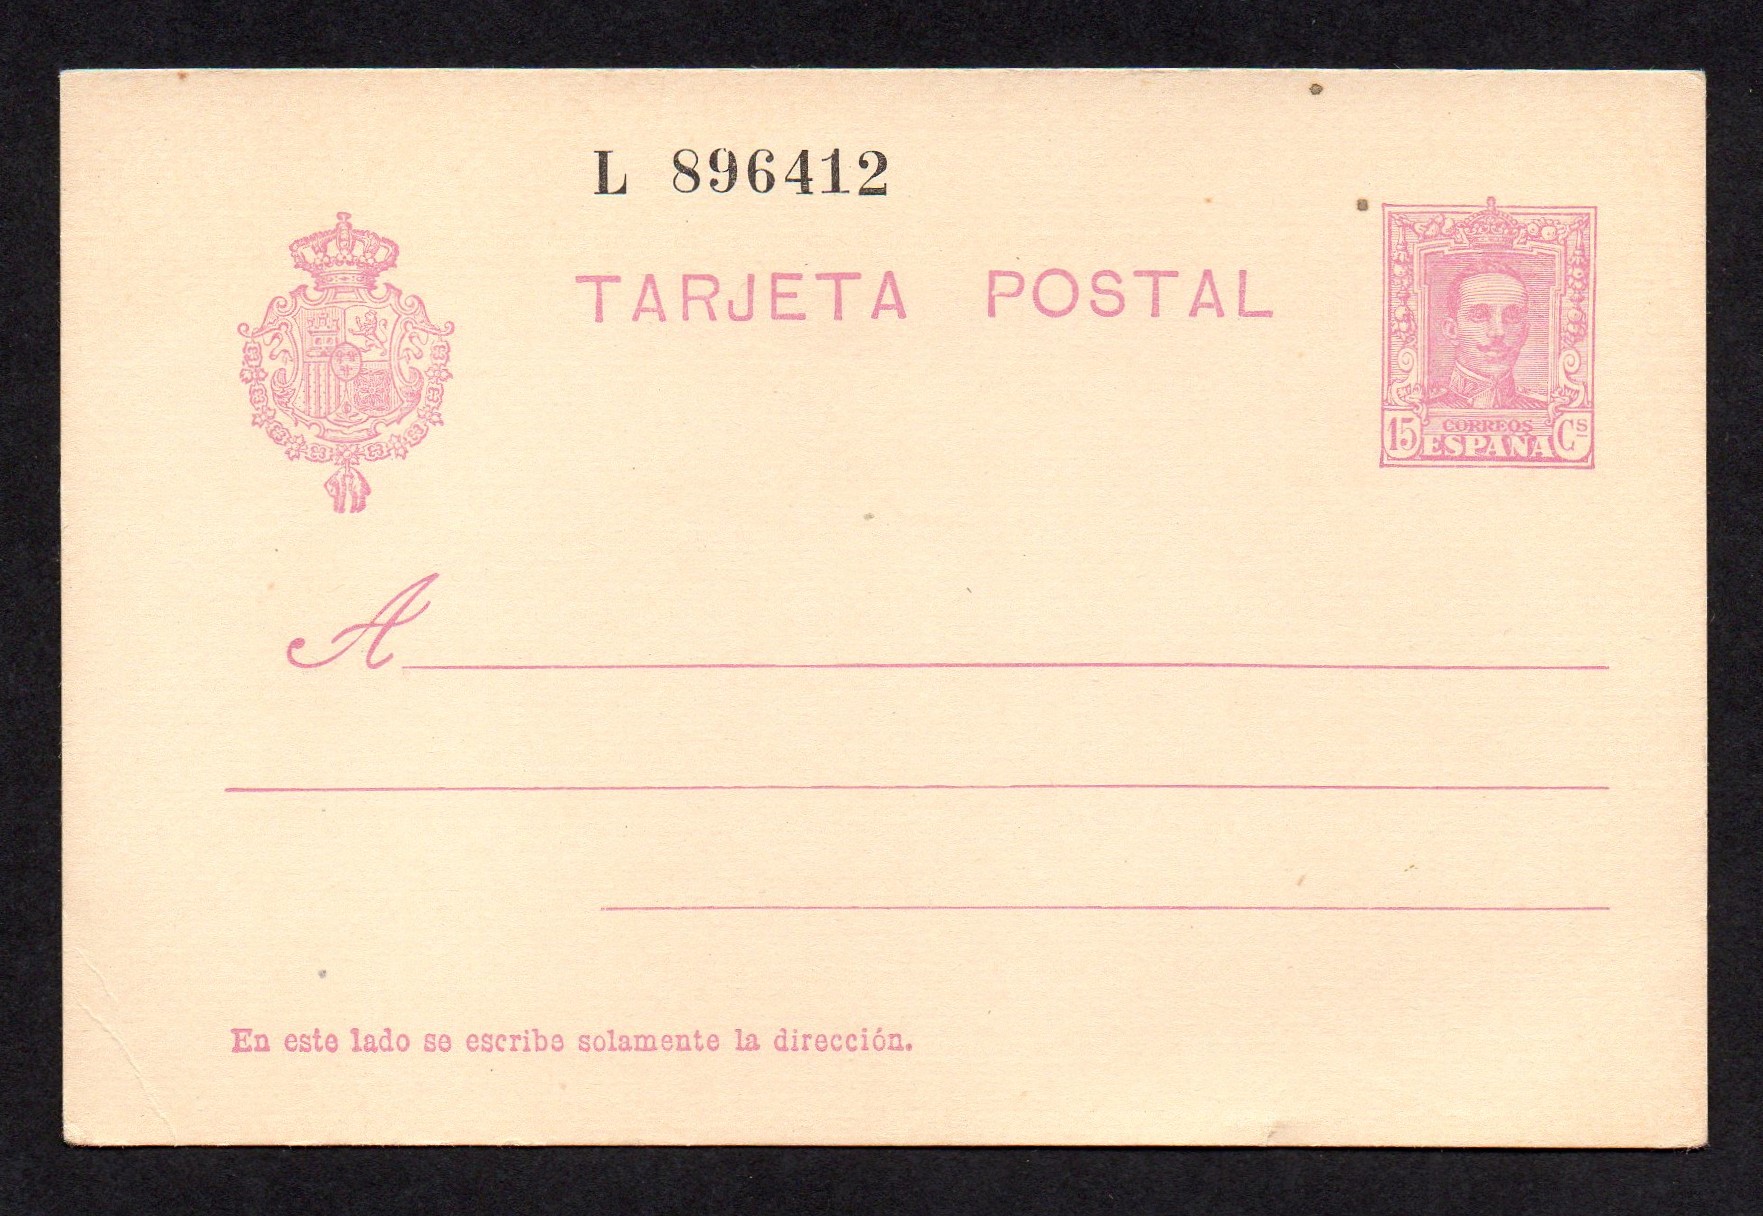 L 896412
TARJETA POSTAL
CORREOS
15 ESPAÑA Cs
A
En este lado se escribe solamente la dirección.